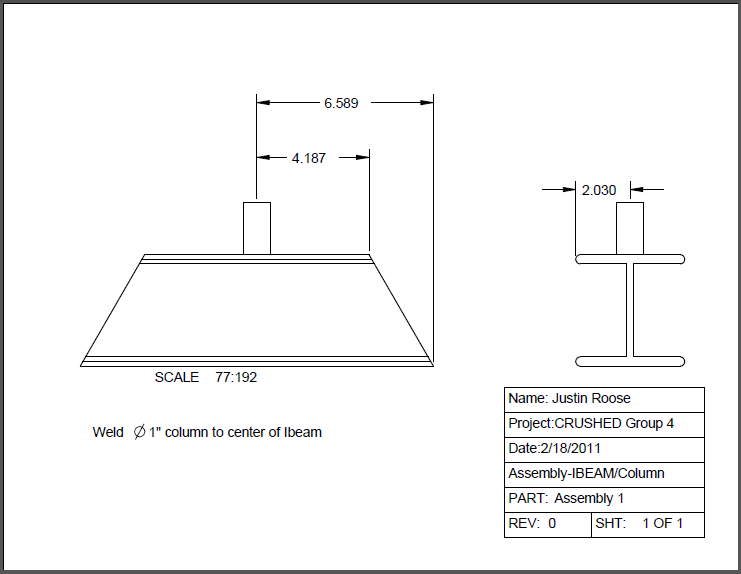 6.589
4.187
2.030
SCALE 77:192
Weld Ø 1" column to center of Ibeam
Name: Justin Roose
Project:CRUSHED Group 4
Date:2/18/2011
Assembly-IBEAM/Column
PART: Assembly 1
REV: 0 SHT: 1 OF 1